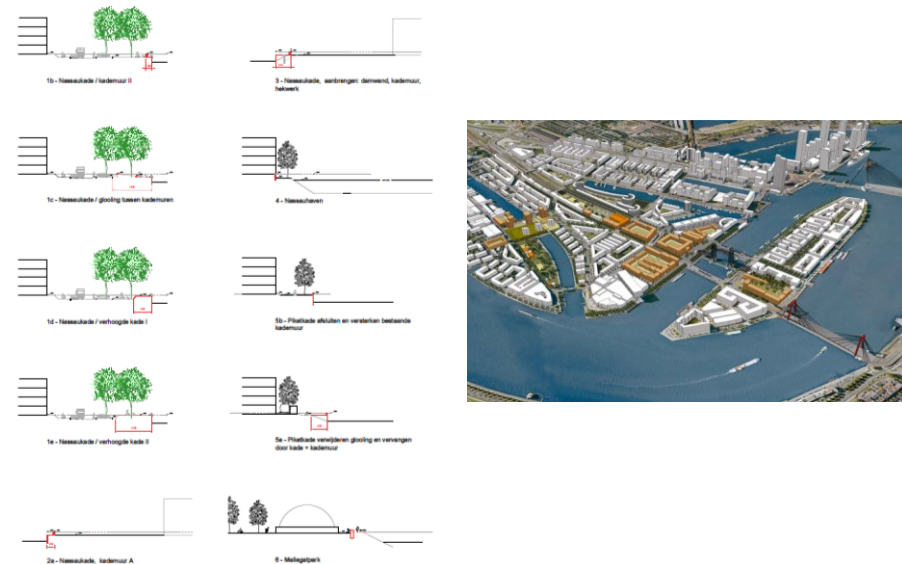 1b - Nassaukade / kademuur II
3 - Nassaukade, aanbrengen: damwand, kademuur,
hekwerk
1c - Nassaukade / glooiing tussen kademuren
4 - Nassauhaven
1d - Nassaukade / verhoogde kade I
5b - Piketkade afsluiten en versterken bestaande
kademuur
1e - Nassaukade / verhoogde kade II
5a - Piketkade verwijderen glooiing en vervangen
door kade + kademuur
2a - Nassaukade, kademuur A
6 - Mallegatpark